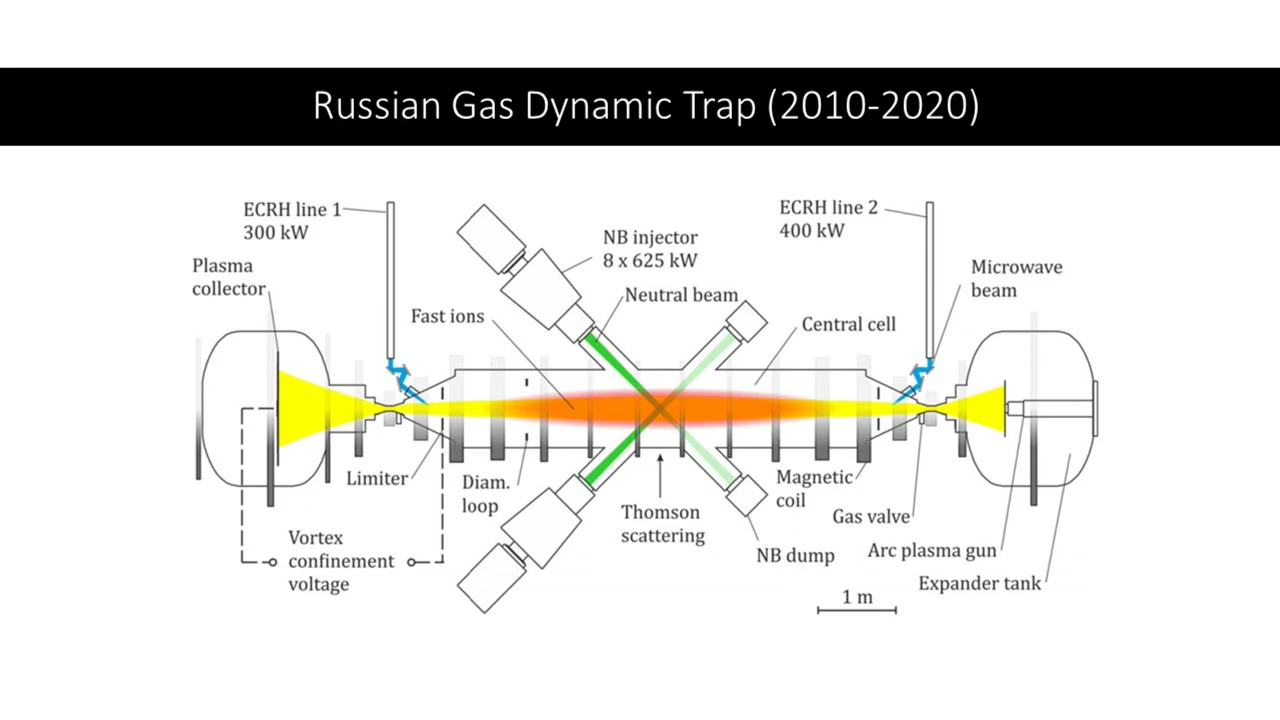 Russian Gas Dynamic Trap (2010-2020)
ECRH line 1
300 kW
Plasma
collector
Fast ions
NB injector
8 x 625 kW
Neutral beam
ECRH line 2
400 kW
Microwave
beam
Central cell
Limiter
Diam.
loop
Thomson
scattering
Magnetic
coil
Gas valve
Arc plasma gun
NB dump
Expander tank
Vortex
confinement
voltage
1 m